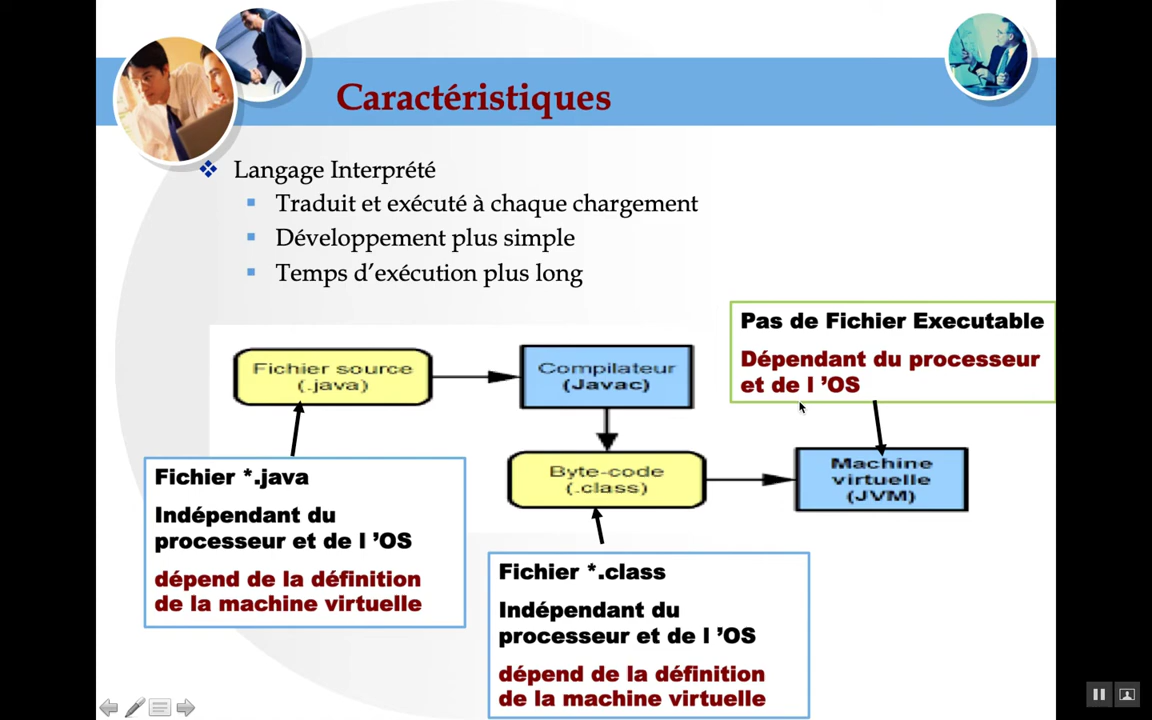 Caractéristiques
Langage Interprété
Traduit et exécuté à chaque chargement
Développement plus simple
Temps d’exécution plus long
Pas de Fichier Executable
Dépendant du processeur
et de l ’OS
Fichier source
(.java)
Compilateur
(Javac)
Byte-code
(.class)
Machine
virtuelle
(JVM)
Fichier *.java
Indépendant du
processeur et de l ’OS
dépend de la définition
de la machine virtuelle
Fichier *.class
Indépendant du
processeur et de l ’OS
dépend de la définition
de la machine virtuelle